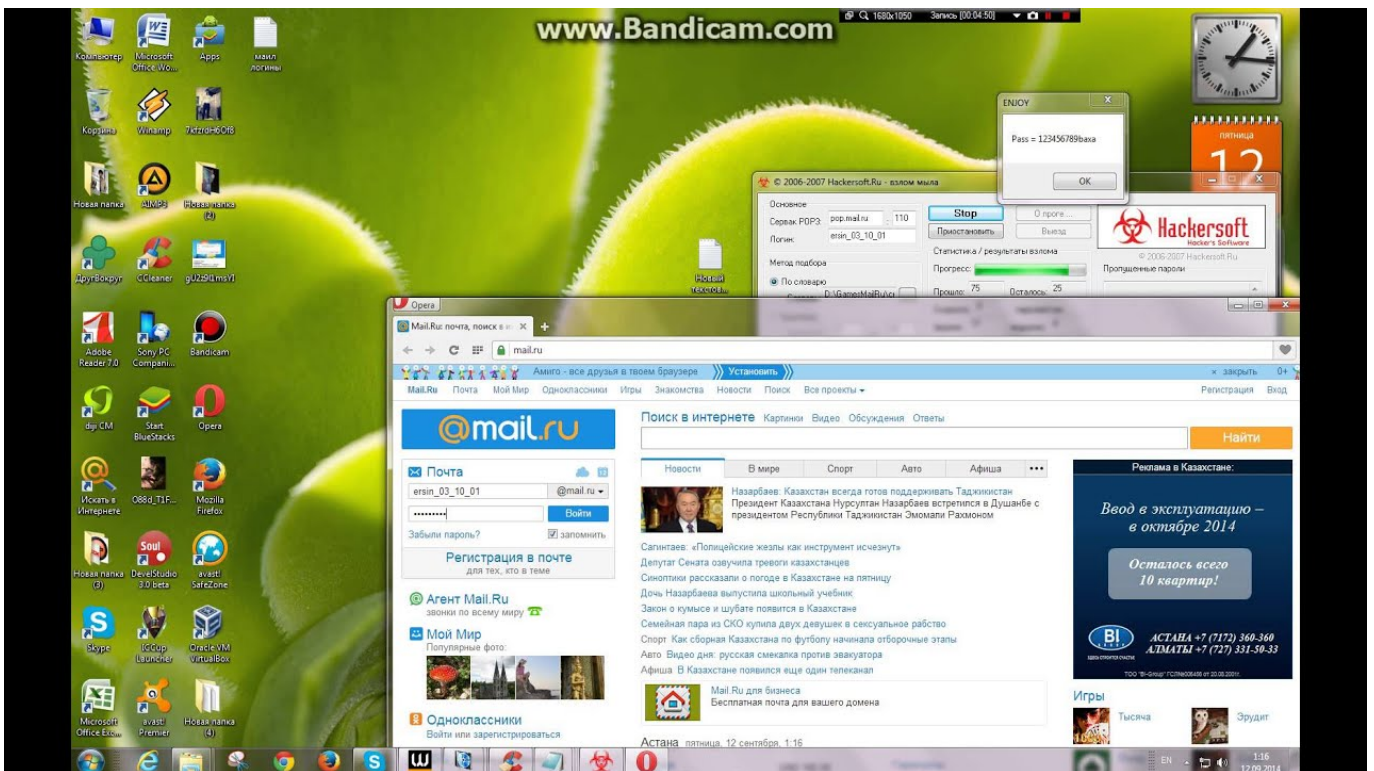 www.Bandicam.com
1680x1050 Запись [00:04:50]
Компьютер
Microsoft Office Wo...
Apps
маил логины
Корзина
Winamp
Новая папка
AIMP3
Новая папка (2)
ДругВокруг
CCleaner
Adobe Reader 7.0
Sony PC Compani...
Bandicam
diji CM
Start BlueStacks
Opera
Искать в Интернете
Mozilla Firefox
Новая папка (3)
Soul
DevelStudio 3.0 beta
avast! SafeZone
Skype
IGGup Launcher
Oracle VM VirtualBox
Microsoft Office Exc...
avast! Premier
Новая папка (4)
Новый текстов...
пятница
12
ENJOY
Pass = 123456789baxa
OK
© 2006-2007 Hackersoft.Ru - взлом мыла
Основное
Сервак POP3: pop.mail.ru : 110
Логин: ersin_03_10_01
Stop
О проге...
Приостановить
Выход
Hackersoft
Hacker's Software
© 2006-2007 Hackersoft.Ru
Метод подбора
По словарю
Статистика / результаты взлома
Прогресс:
Прошло: 75 Осталось: 25
Пропущенные пароли
Opera
Mail.Ru: почта, поиск в ин
mail.ru
Амиго - все друзья в твоем браузере Установить
закрыть 0+
Mail.Ru Почта Мой Мир Одноклассники Игры Знакомства Новости Поиск Все проекты
Регистрация Вход
@mail.ru
Поиск в интернете Картинки Видео Обсуждения Ответы
Найти
Почта
ersin_03_10_01 @mail.ru
Войти
Забыли пароль? запомнить
Регистрация в почте
для тех, кто в теме
Агент Mail.Ru
звонки по всему миру
Мой Мир
Популярные фото:
Одноклассники
Войти или зарегистрироваться
Новости В мире Спорт Авто Афиша
Назарбаев: Казахстан всегда готов поддерживать Таджикистан
Президент Казахстана Нурсултан Назарбаев встретился в Душанбе с
президентом Республики Таджикистан Эмомали Рахмоном
Сагинтаев: «Полицейские жезлы как инструмент исчезнут»
Депутат Сената озвучила тревоги казахстанцев
Синоптики рассказали о погоде в Казахстане на пятницу
Дочь Назарбаева выпустила школьный учебник
Закон о кумысе и шубате появится в Казахстане
Семейная пара из СКО купила двух девушек в сексуальное рабство
Спорт Как сборная Казахстана по футболу начинала отборочные этапы
Авто Видео дня: русская смекалка против эвакуатора
Афиша В Казахстане появился еще один телеканал
Mail.Ru для бизнеса
Бесплатная почта для вашего домена
Астана пятница, 12 сентября, 1:16
Реклама в Казахстане:
Ввод в эксплуатацию –
в октябре 2014
Осталось всего
10 квартир!
BI
АСТАНА +7 (7172) 360-360
АЛМАТЫ +7 (727) 331-50-33
Игры
Тысяча
Эрудит
EN
1:16
12.09.2014